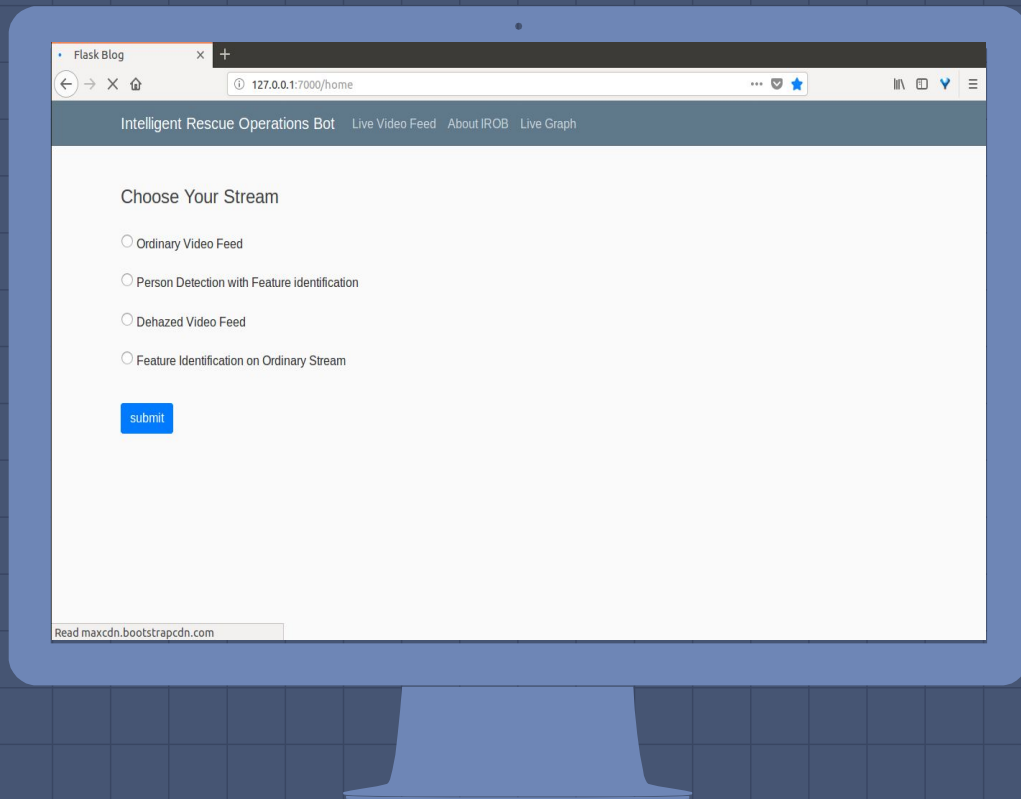 Flask Blog
127.0.0.1:7000/home
Intelligent Rescue Operations Bot Live Video Feed About IROB Live Graph
Choose Your Stream
Ordinary Video Feed
Person Detection with Feature identification
Dehazed Video Feed
Feature Identification on Ordinary Stream
submit
Read maxcdn.bootstrapcdn.com